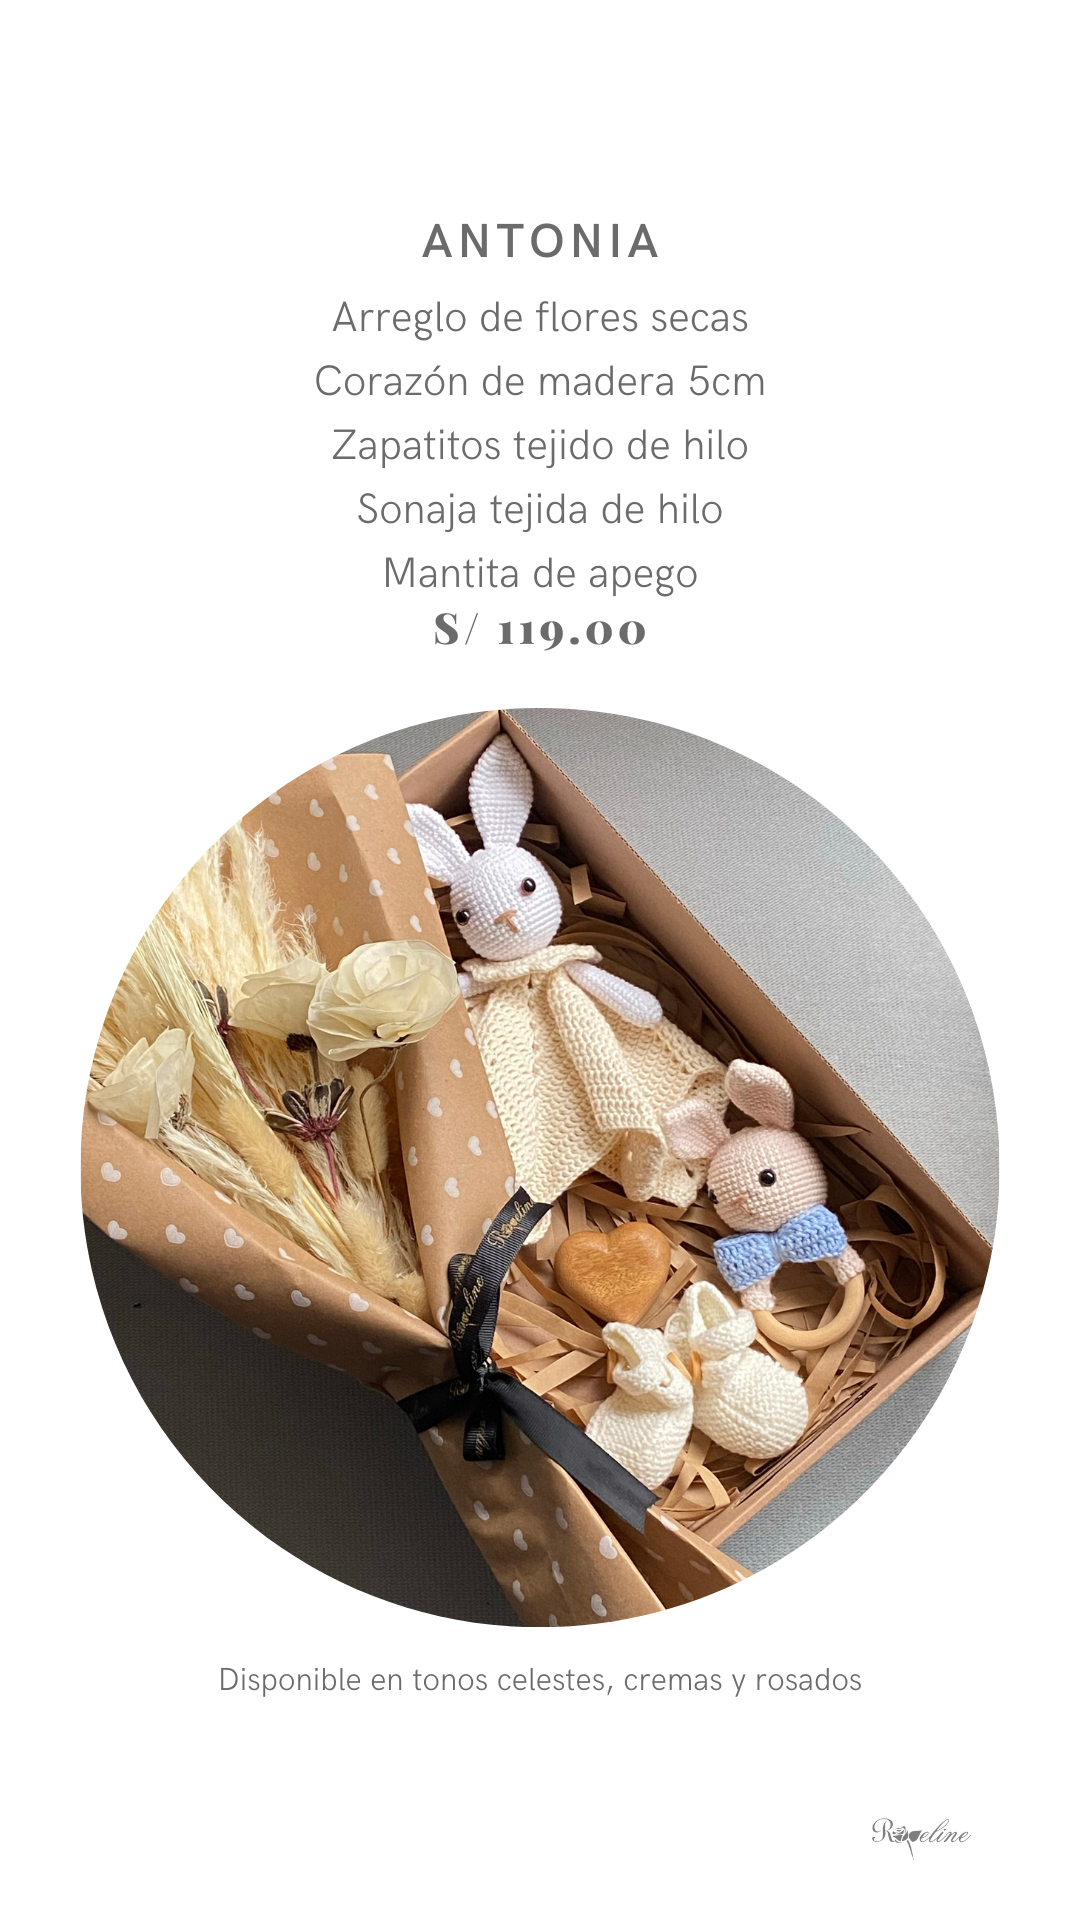 ANTONIA
Arreglo de flores secas
Corazón de madera 5cm
Zapatitos tejido de hilo
Sonaja tejida de hilo
Mantita de apego
S/ 119.00
Roseline
Roseline
Disponible en tonos celestes, cremas y rosados
Roseline